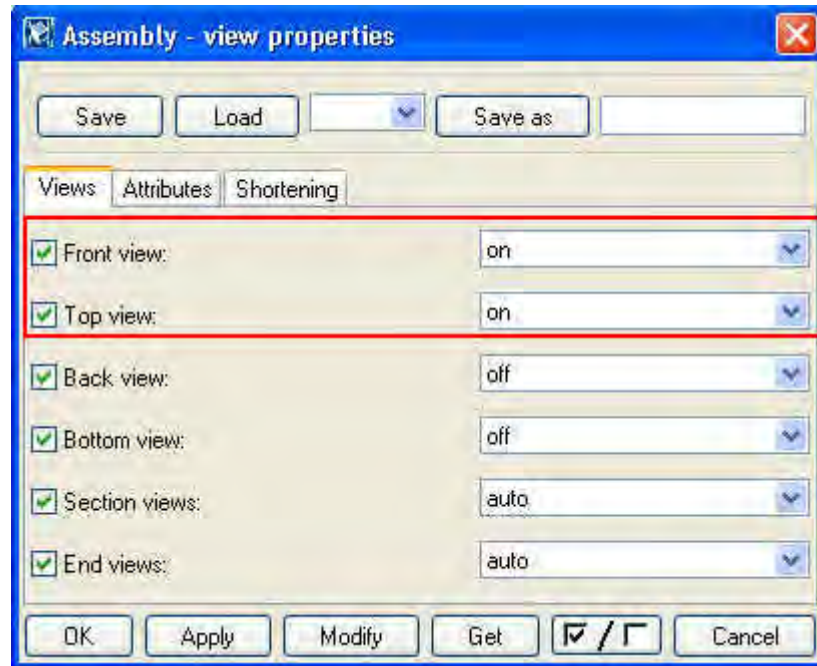 Assembly - view properties
Save Load Save as
Views Attributes Shortening
Front view: on
Top view: on
Back view: off
Bottom view: off
Section views: auto
End views: auto
OK Apply Modify Get / Cancel